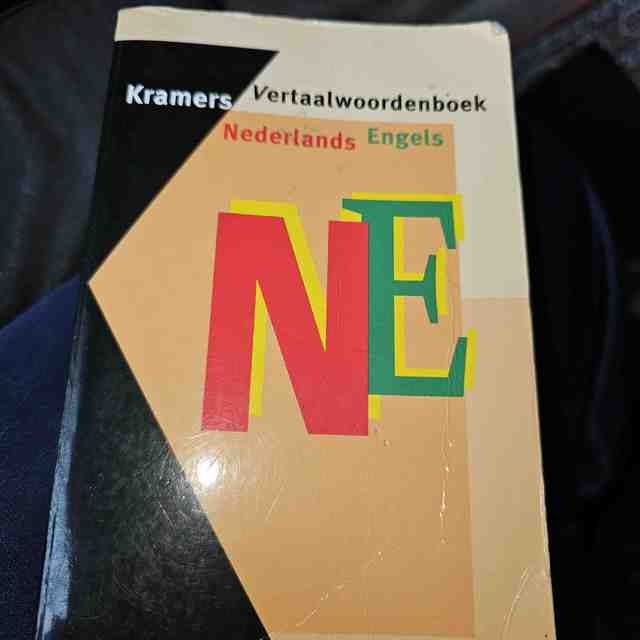 Kramers Vertaalwoordenboek
Nederlands Engels
NE